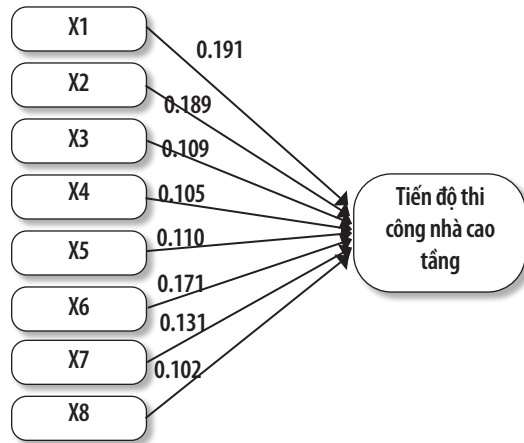 X1
0.191
X2
0.189
X3
0.109
X4
0.105
X5
0.110
X6
0.171
X7
0.131
X8
0.102
Tiến độ thi
công nhà cao
tầng